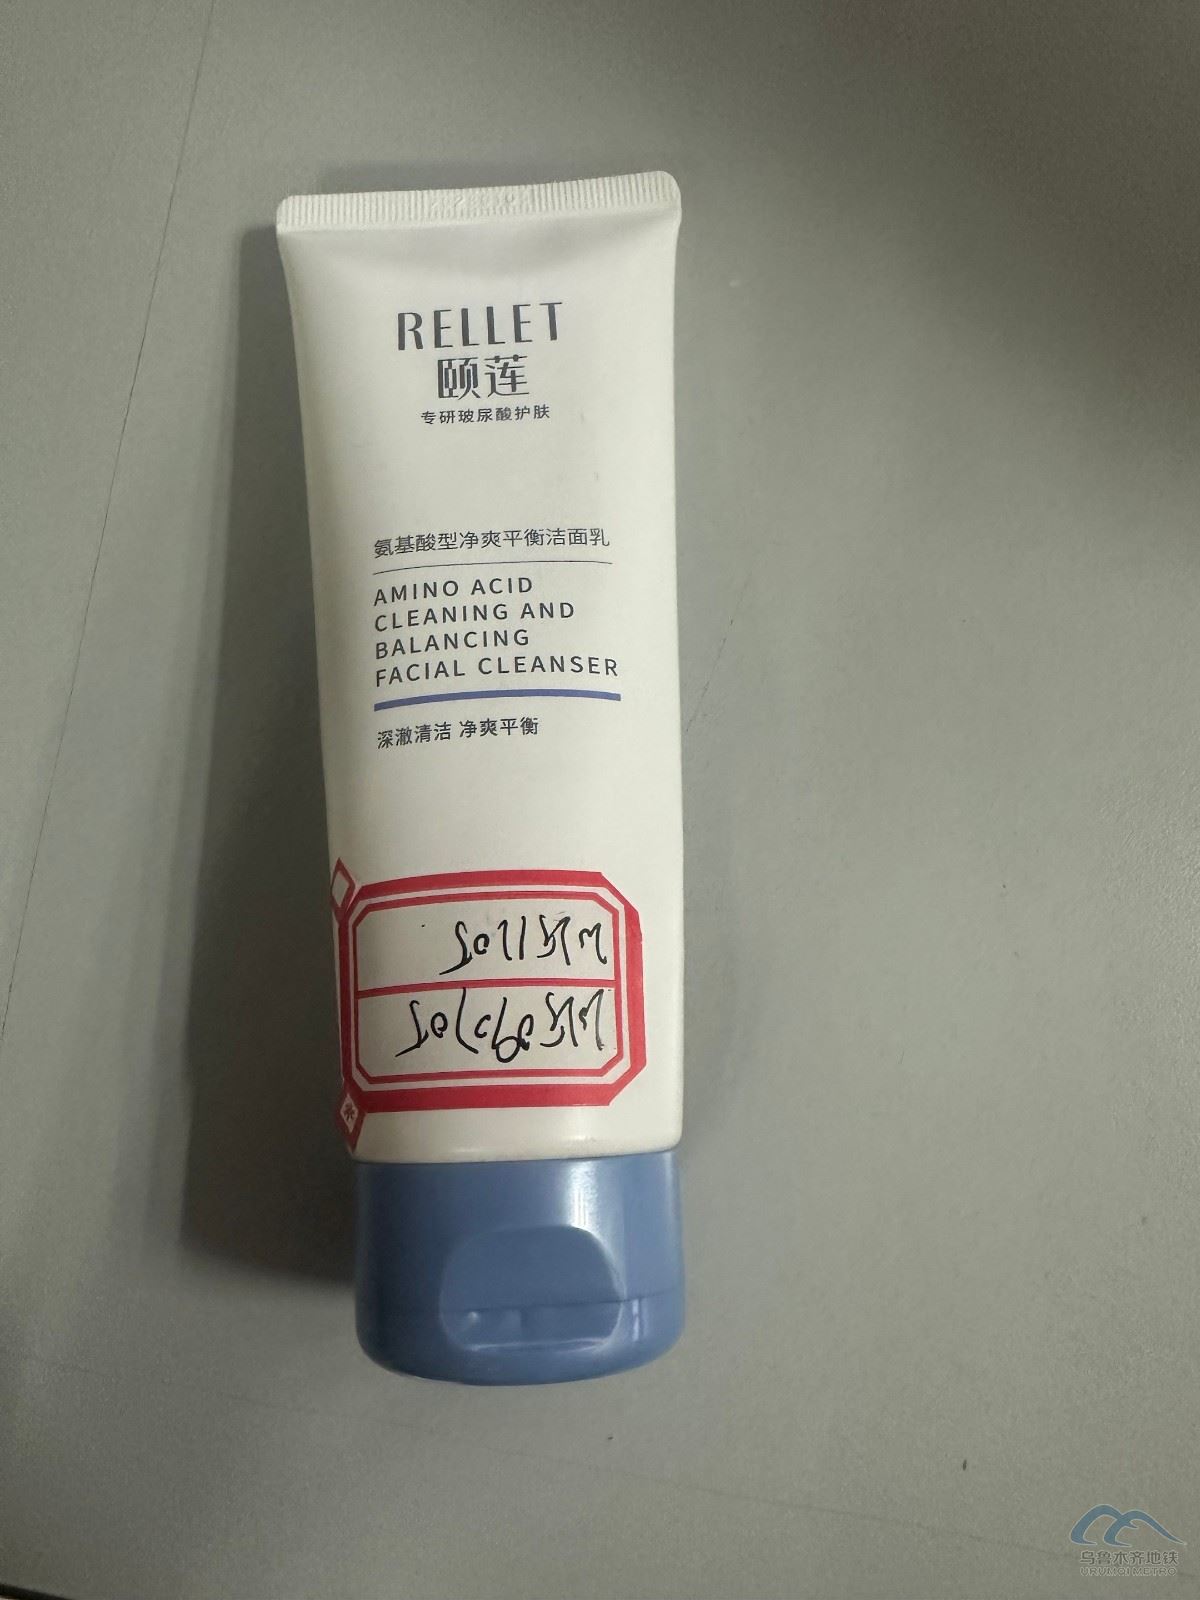 RELLET
颐莲
专研玻尿酸护肤
氨基酸型净爽平衡洁面乳
AMINO ACID
CLEANING AND
BALANCING
FACIAL CLEANSER
深澈清洁 净爽平衡
乌鲁木齐地铁
URUMQI METRO